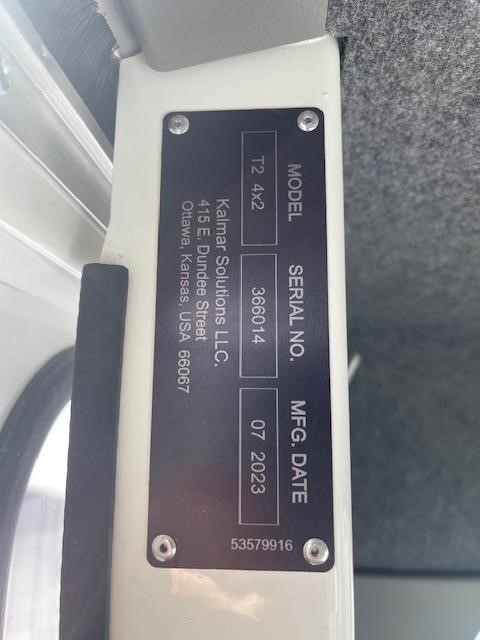 MODEL SERIAL NO. MFG. DATE
T2 4x2 366014 07 2023
Kalmar Solutions LLC.
415 E. Dundee Street
Ottawa, Kansas, USA 66067
53579916